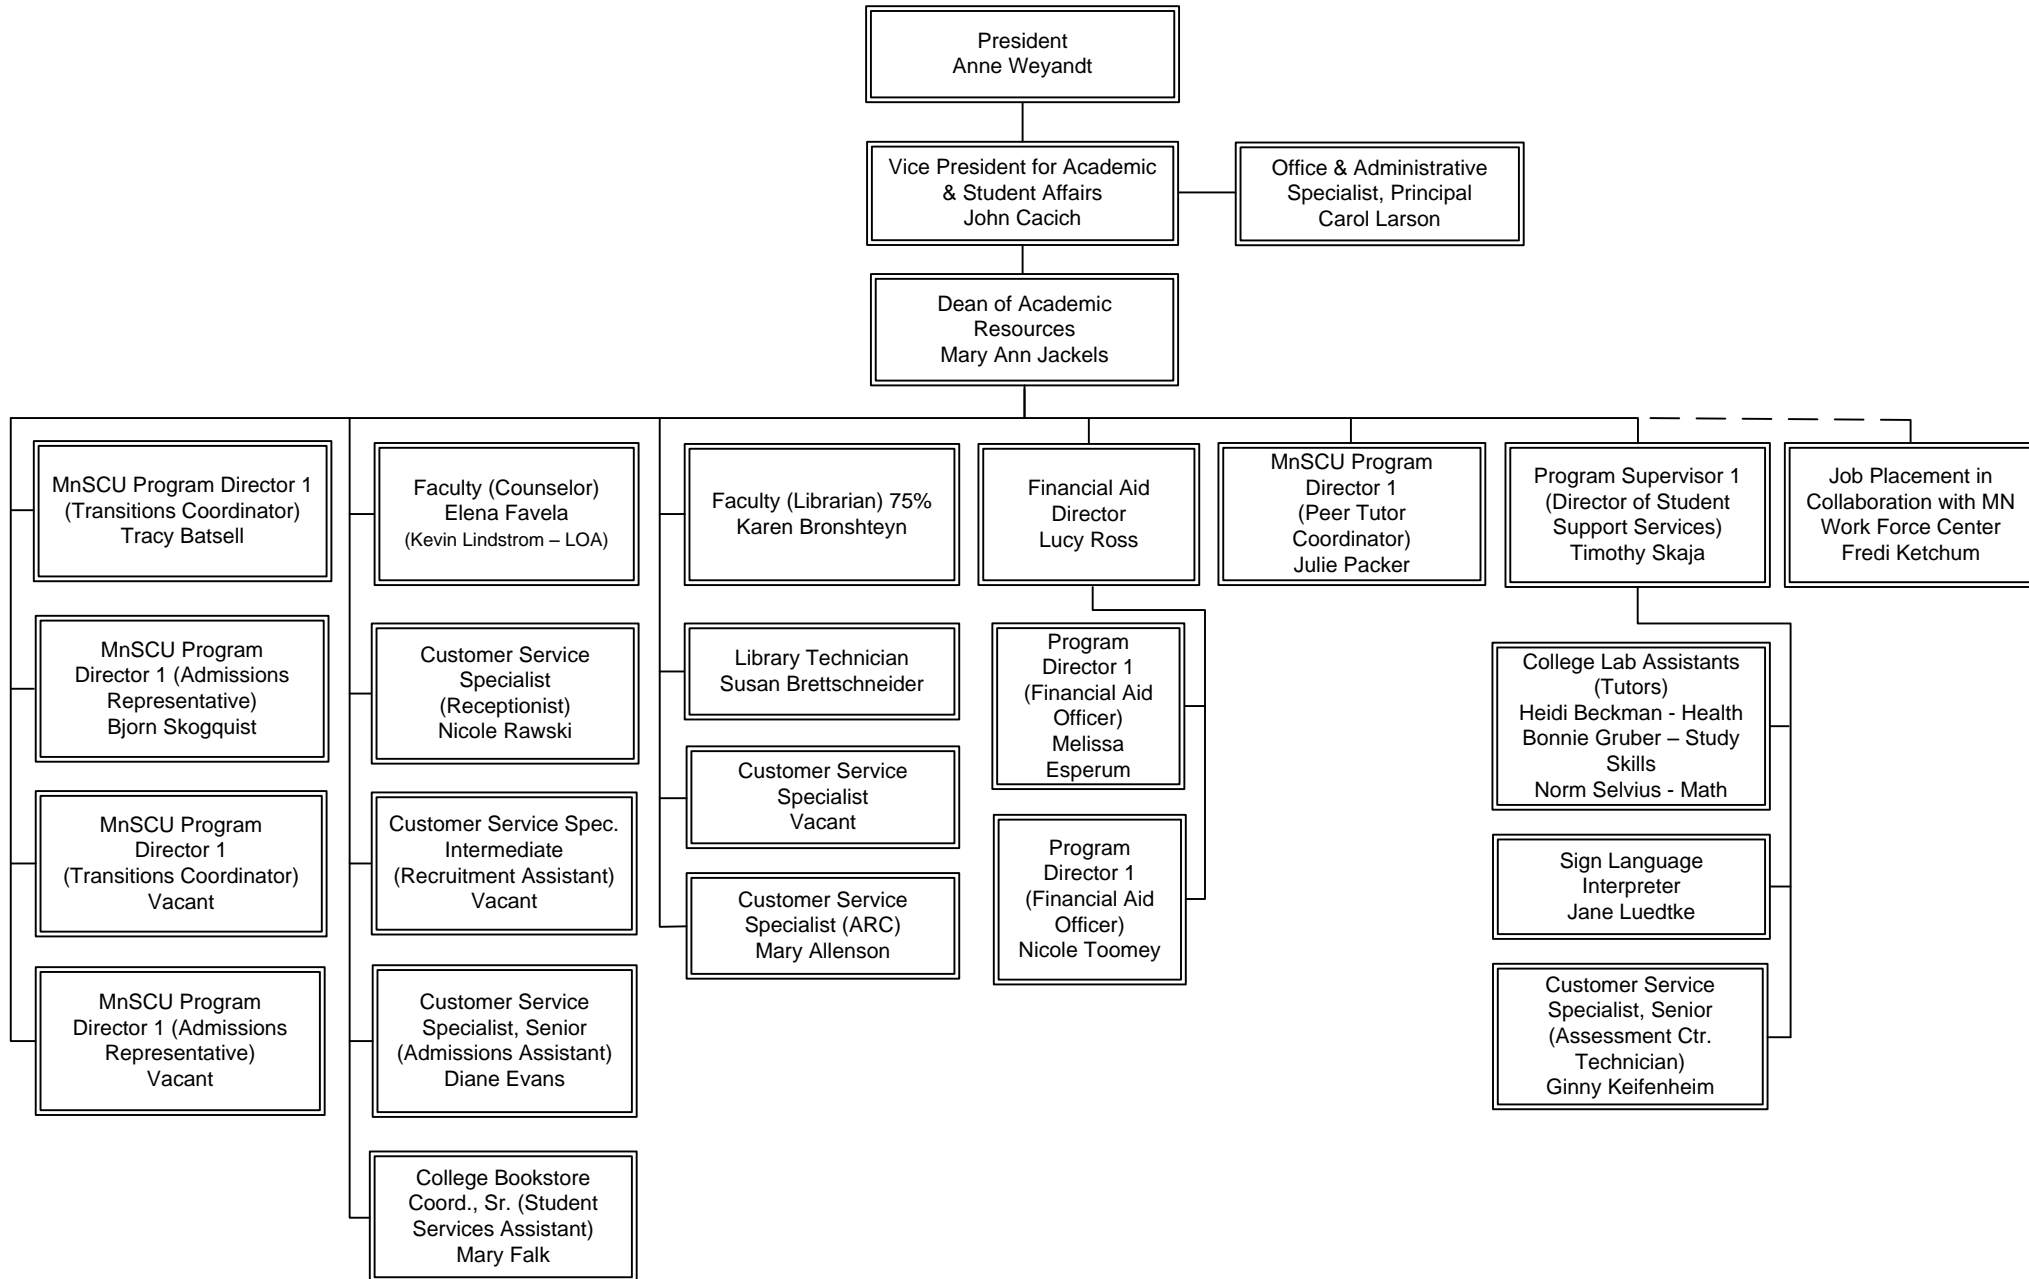 President
Anne Weyandt
Vice President for Academic
& Student Affairs
John Cacich
Office & Administrative
Specialist, Principal
Carol Larson
Dean of Academic
Resources
Mary Ann Jackels
MnSCU Program Director 1
(Transitions Coordinator)
Tracy Batsell
MnSCU Program
Director 1 (Admissions
Representative)
Bjorn Skogquist
MnSCU Program
Director 1
(Transitions Coordinator)
Vacant
MnSCU Program
Director 1 (Admissions
Representative)
Vacant
Faculty (Counselor)
Elena Favela
(Kevin Lindstrom – LOA)
Customer Service
Specialist
(Receptionist)
Nicole Rawski
Customer Service Spec.
Intermediate
(Recruitment Assistant)
Vacant
Customer Service
Specialist, Senior
(Admissions Assistant)
Diane Evans
College Bookstore
Coord., Sr. (Student
Services Assistant)
Mary Falk
Faculty (Librarian) 75%
Karen Bronshteyn
Library Technician
Susan Brettschneider
Customer Service
Specialist
Vacant
Customer Service
Specialist (ARC)
Mary Allenson
Financial Aid
Director
Lucy Ross
Program
Director 1
(Financial Aid
Officer)
Melissa
Esperum
Program
Director 1
(Financial Aid
Officer)
Nicole Toomey
MnSCU Program
Director 1
(Peer Tutor
Coordinator)
Julie Packer
Program Supervisor 1
(Director of Student
Support Services)
Timothy Skaja
College Lab Assistants
(Tutors)
Heidi Beckman - Health
Bonnie Gruber – Study
Skills
Norm Selvius - Math
Sign Language
Interpreter
Jane Luedtke
Customer Service
Specialist, Senior
(Assessment Ctr.
Technician)
Ginny Keifenheim
Job Placement in
Collaboration with MN
Work Force Center
Fredi Ketchum